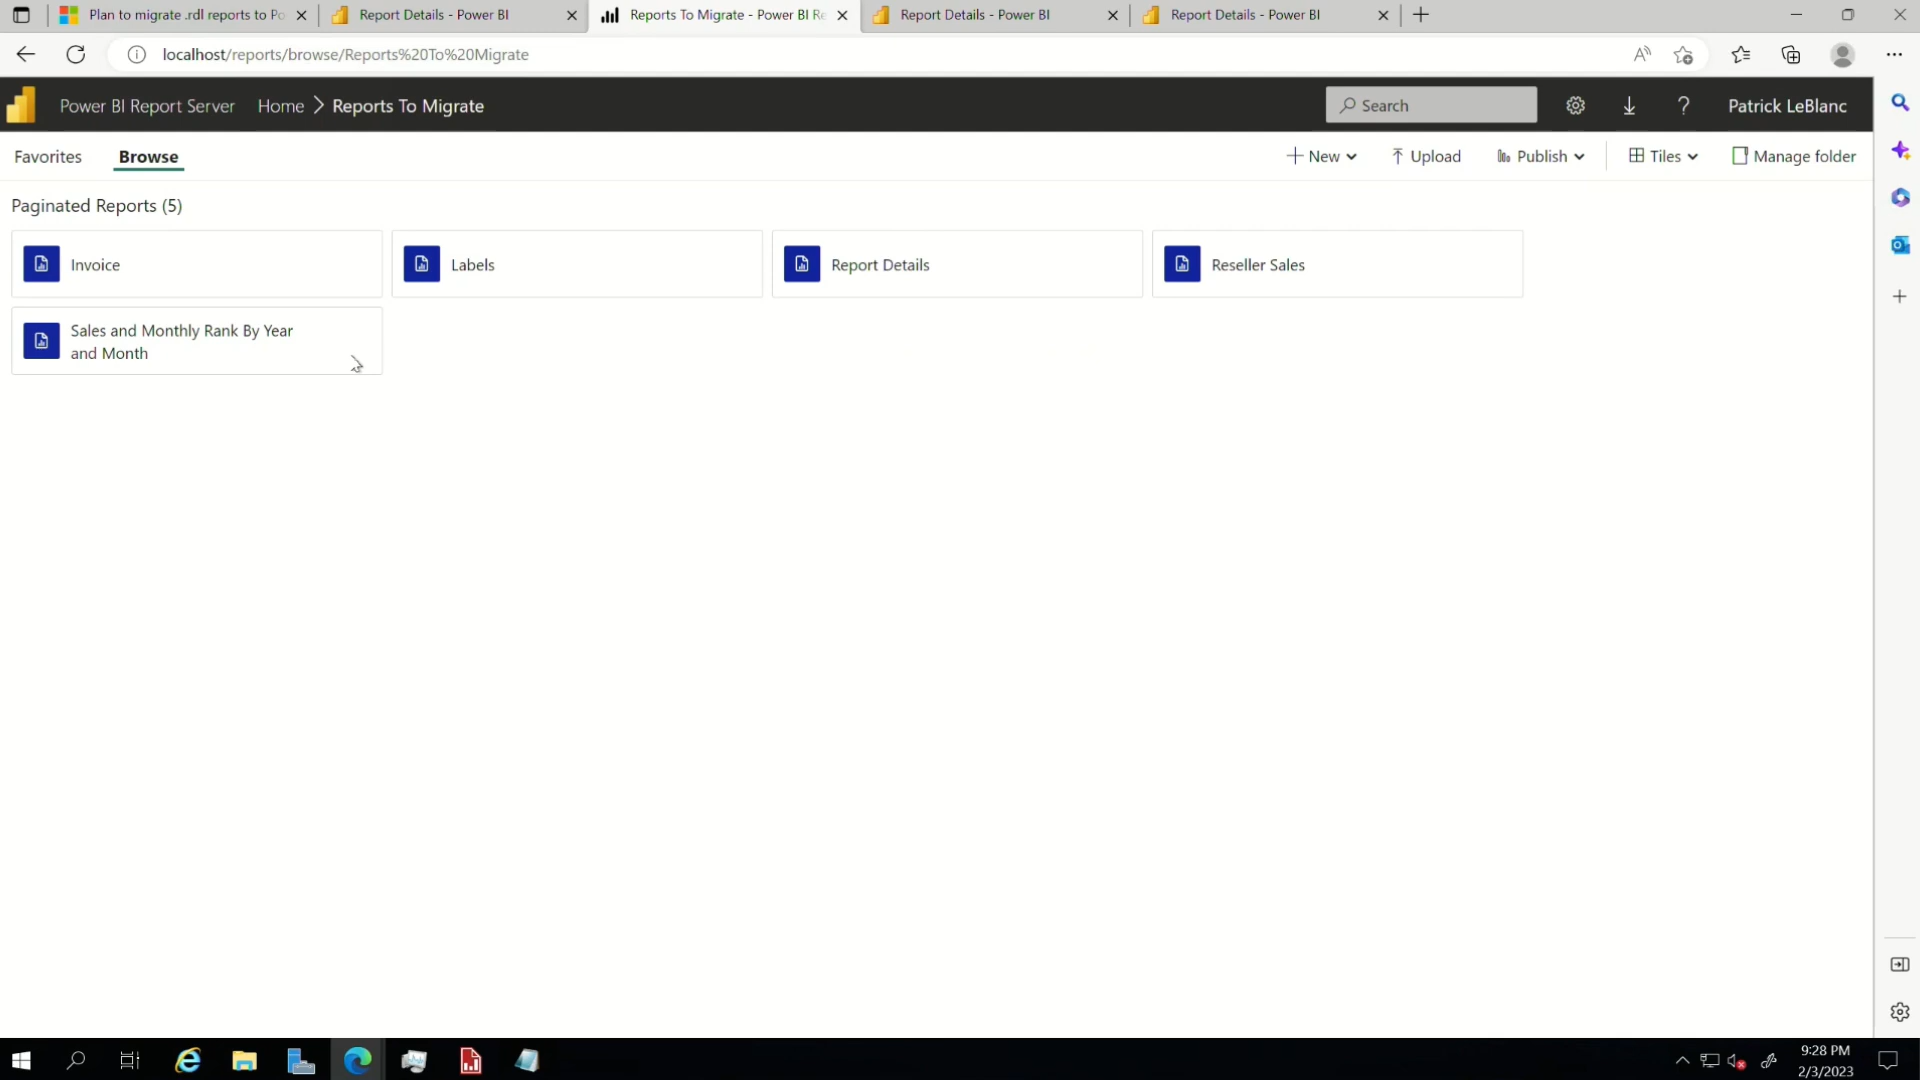 Plan to migrate .rdl reports to Po
Report Details - Power BI
Reports To Migrate - Power BI Re
Report Details - Power BI
Report Details - Power BI
localhost/reports/browse/Reports%20To%20Migrate
Power BI Report Server
Home > Reports To Migrate
Search
?
Patrick LeBlanc
Favorites
Browse
New
Upload
Publish
Tiles
Manage folder
Paginated Reports (5)
Invoice
Labels
Report Details
Reseller Sales
Sales and Monthly Rank By Year
and Month
9:28 PM
2/3/2023